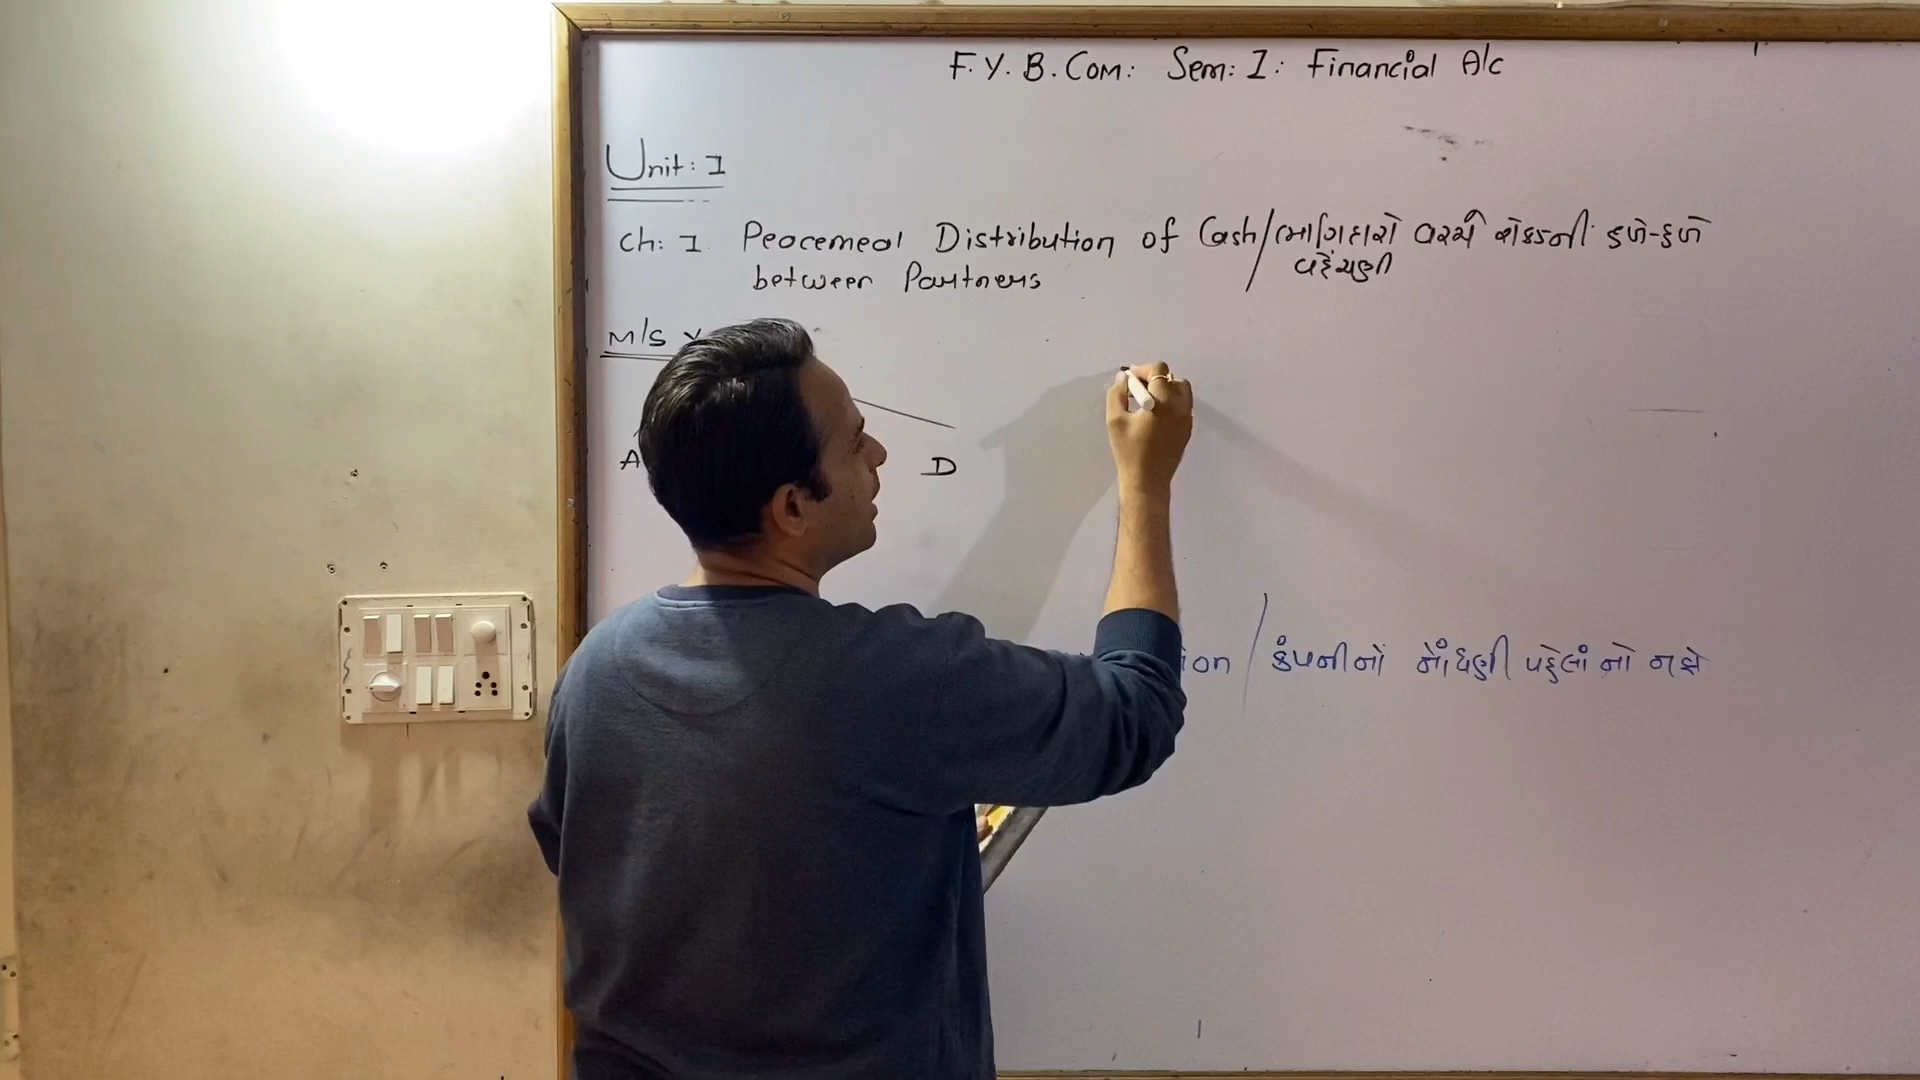 F.Y.B.Com: Sem: I: Financial A/c
Unit: I
Ch: I. Peacemeal Distribution of Cash/ભાગિદારો વચ્ચે રોકડની હપ્તે-હપ્તે
between Partners / વહેંચણી
M/S
A D
ion / કંપનીનાં નોંધણી પહેલાં નો નફો